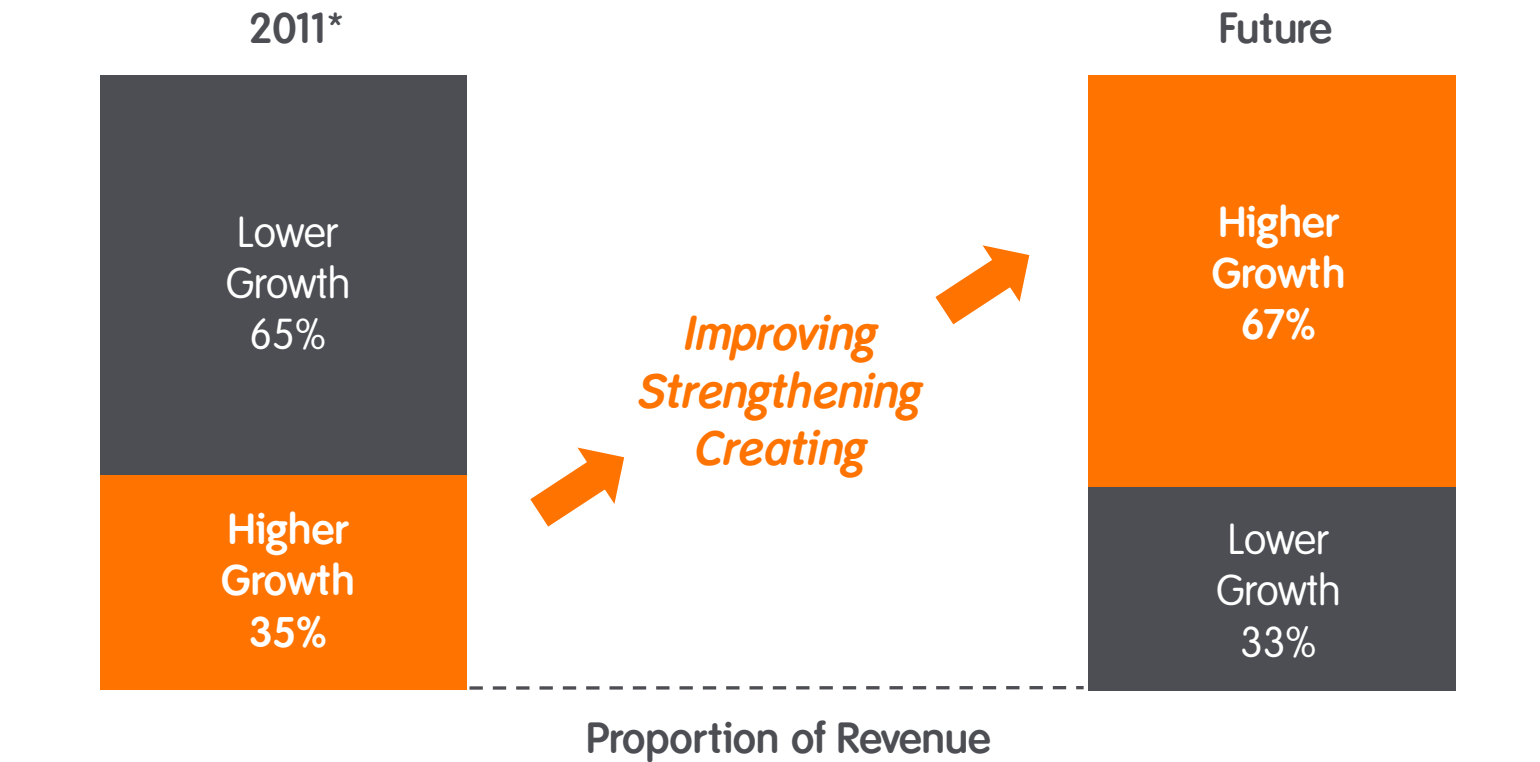 2011*
Future
Lower
Growth
65%
Higher
Growth
35%
Improving
Strengthening
Creating
Higher
Growth
67%
Lower
Growth
33%
Proportion of Revenue